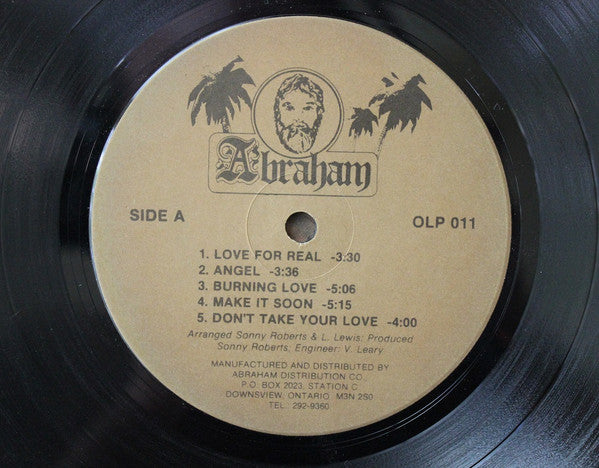 Abraham
SIDE A
OLP 011
1. LOVE FOR REAL -3:30
2. ANGEL -3:36
3. BURNING LOVE -5:06
4. MAKE IT SOON -5:15
5. DON'T TAKE YOUR LOVE -4:00
Arranged Sonny Roberts & L. Lewis: Produced
Sonny Roberts; Engineer: V. Leary
MANUFACTURED AND DISTRIBUTED BY
ABRAHAM DISTRIBUTION CO.
P.O. BOX 2023, STATION C
DOWNSVIEW, ONTARIO M3N 2S0
TEL. 292-9360